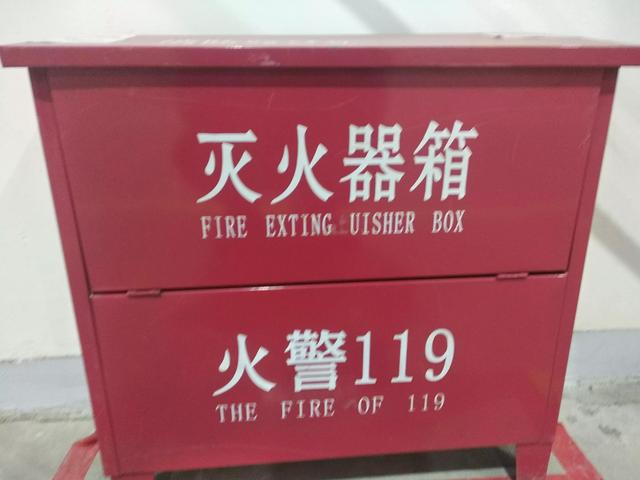 灭火器箱
FIRE EXTINGUISHER BOX
火警119
THE FIRE OF 119